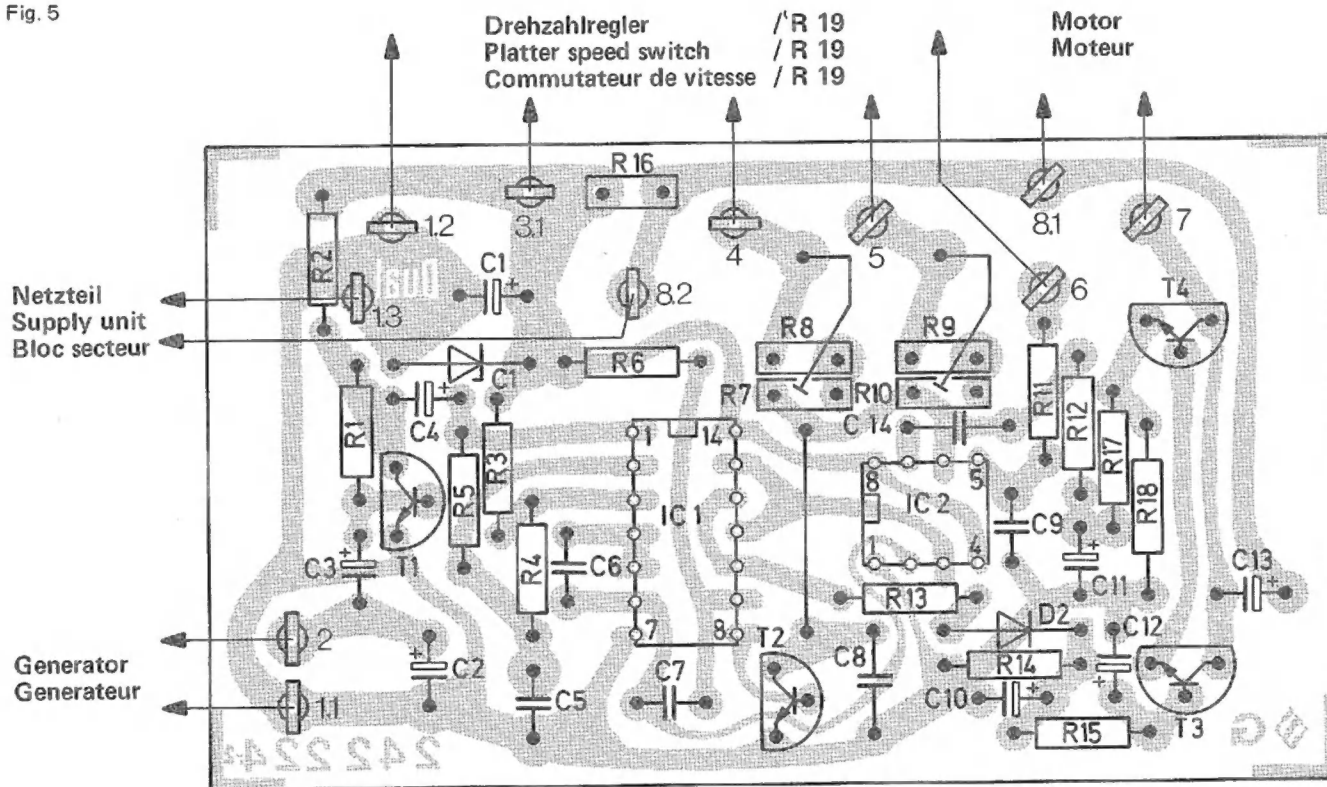 Fig. 5
Drehzahlregler / R 19
Platter speed switch / R 19
Commutateur de vitesse / R 19
Motor
Moteur
R 16
1.2
3.1
4
5
8.1
7
R2
dual
C1
8.2
6
T4
Netzteil
Supply unit
Bloc secteur
1.3
R8
R9
C1
R6
R7
R10
R11
R12
R1
C4
C 14
R17
R3
R5
1
14
8
5
R18
IC 1
IC 2
C9
C3
T1
R4
C6
1
4
C11
C13
R13
2
7
8
T2
D2
C12
Generator
Generateur
C2
C7
C8
R14
1.1
C5
C10
R15
T3
242 224-2
G